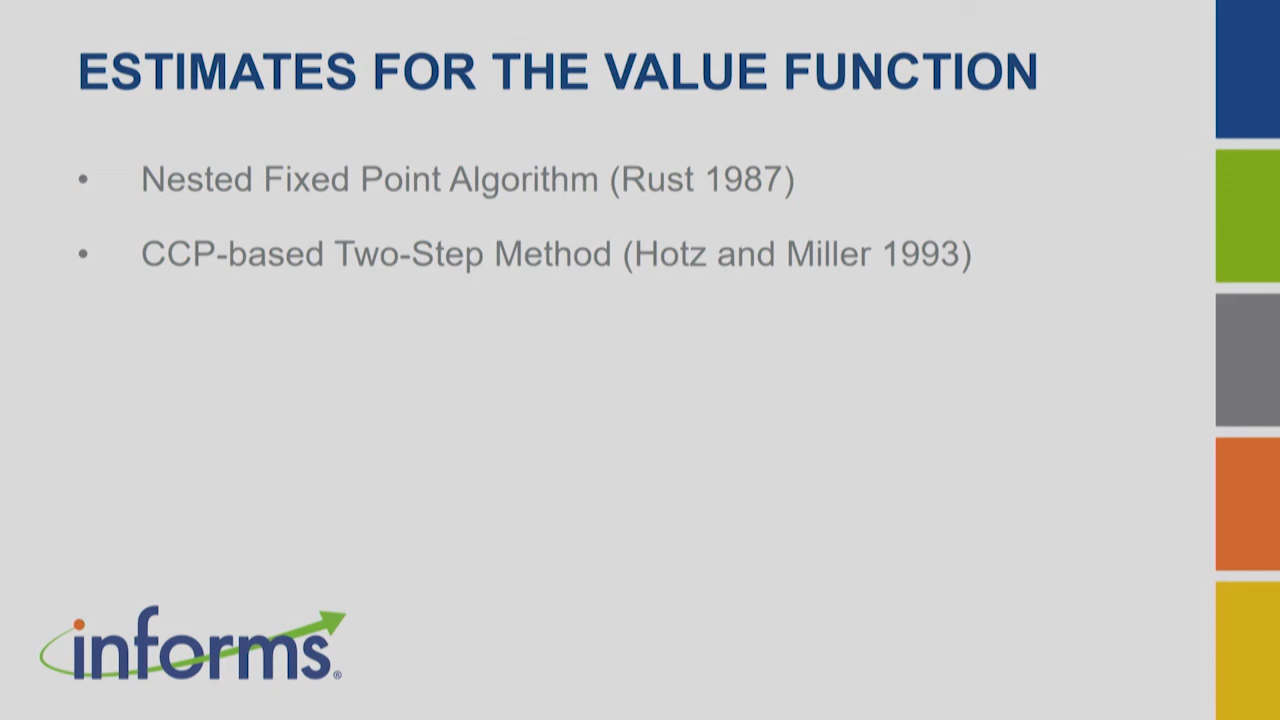 ESTIMATES FOR THE VALUE FUNCTION
• Nested Fixed Point Algorithm (Rust 1987)
• CCP-based Two-Step Method (Hotz and Miller 1993)
informs®